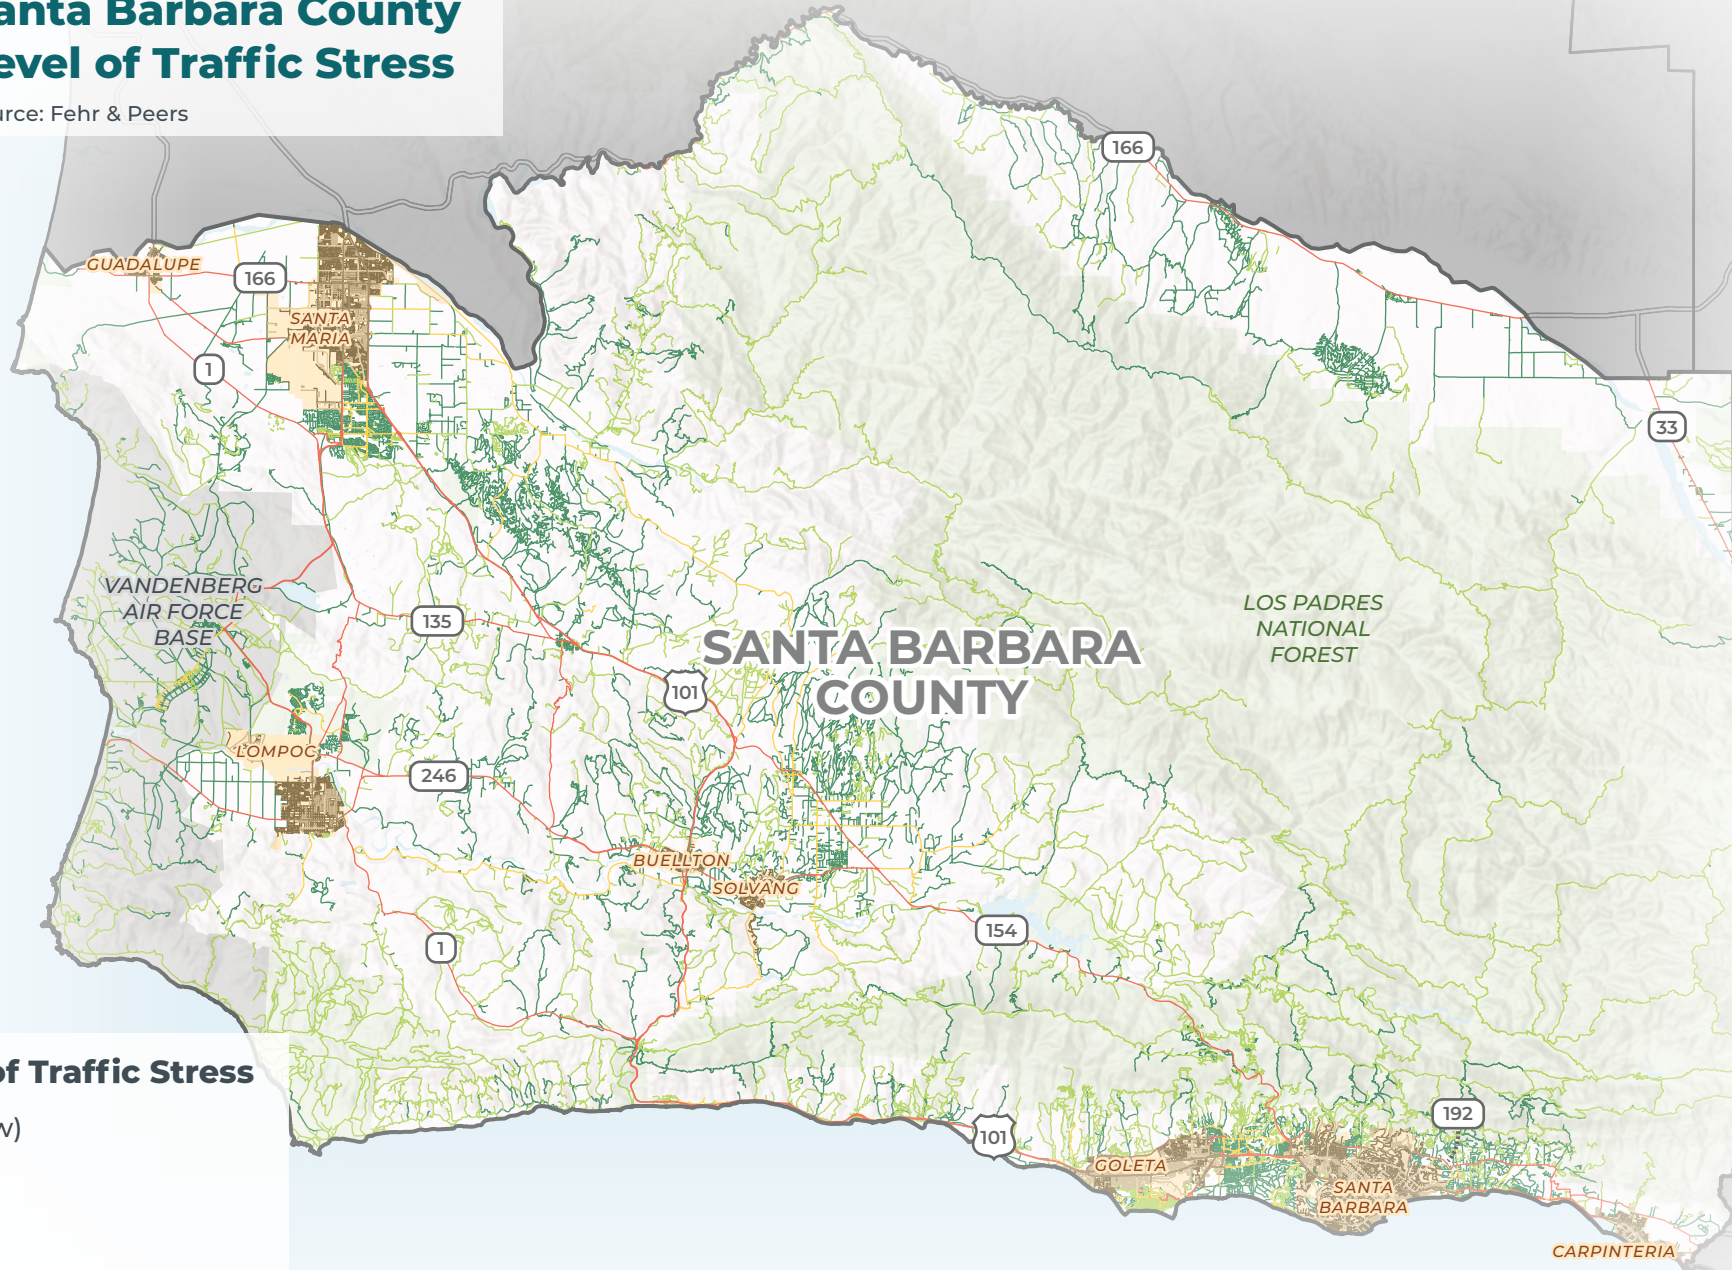 anta Barbara County
evel of Traffic Stress
urce: Fehr & Peers
166
GUADALUPE
166
SANTA
MARIA
1
33
VANDENBERG
AIR FORCE
BASE
135
LOS PADRES
NATIONAL
FOREST
SANTA BARBARA
COUNTY
101
LOMPOC
246
BUELLTON
SOLVANG
154
1
of Traffic Stress
w)
101
192
GOLETA
SANTA
BARBARA
CARPINTERIA